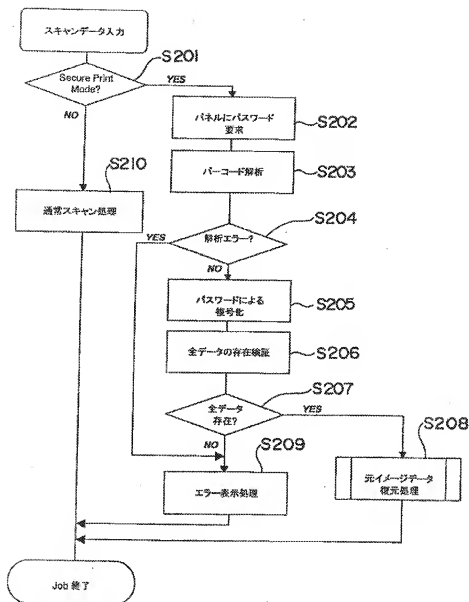 スキャンデータ入力
S201
Secure Print
Mode?
YES
NO
パネルにパスワード
要求
S202
S210
バーコード解析
S203
通常スキャン処理
S204
解析エラー?
YES
NO
パスワードによる
復号化
S205
全データの存在検証
S206
S207
全データ
存在?
YES
NO
S208
S209
元イメージデータ
復元処理
エラー表示処理
Job 終了